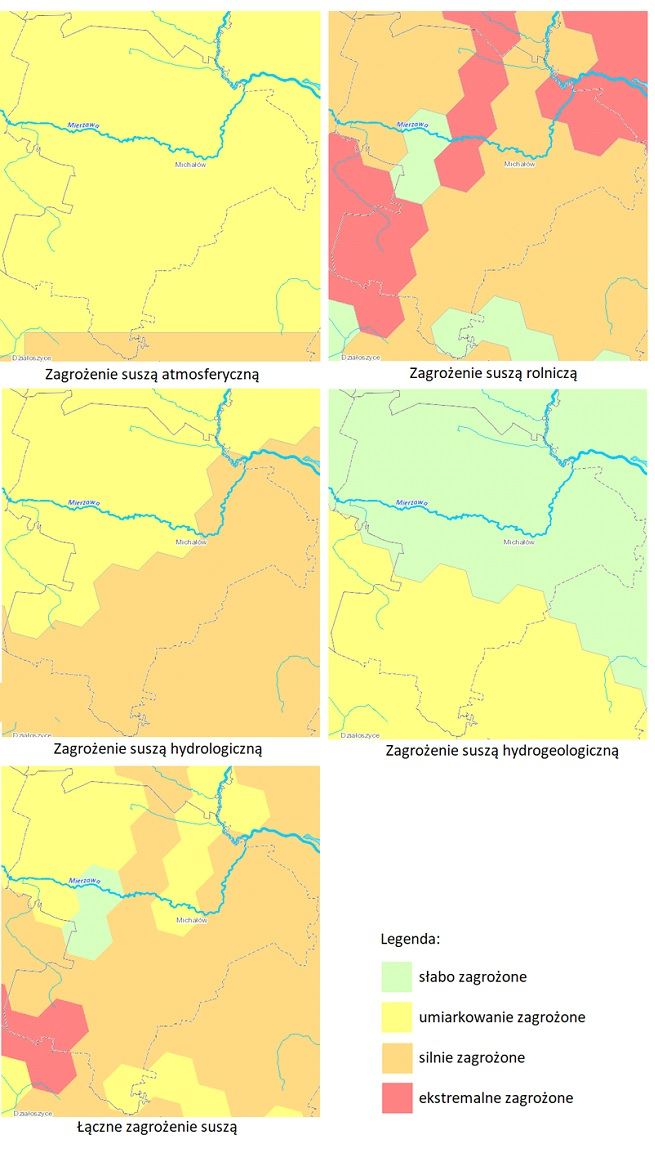 Mierzawa
Michałów
Działoszyce
Zagrożenie suszą atmosferyczną
Mierzawa
Michałów
Działoszyce
Zagrożenie suszą rolniczą
Mierzawa
Michałów
Działoszyce
Zagrożenie suszą hydrologiczną
Mierzawa
Michałów
Działoszyce
Zagrożenie suszą hydrogeologiczną
Mierzawa
Michałów
Działoszyce
Łączne zagrożenie suszą
Legenda:
słabo zagrożone
umiarkowanie zagrożone
silnie zagrożone
ekstremalne zagrożone